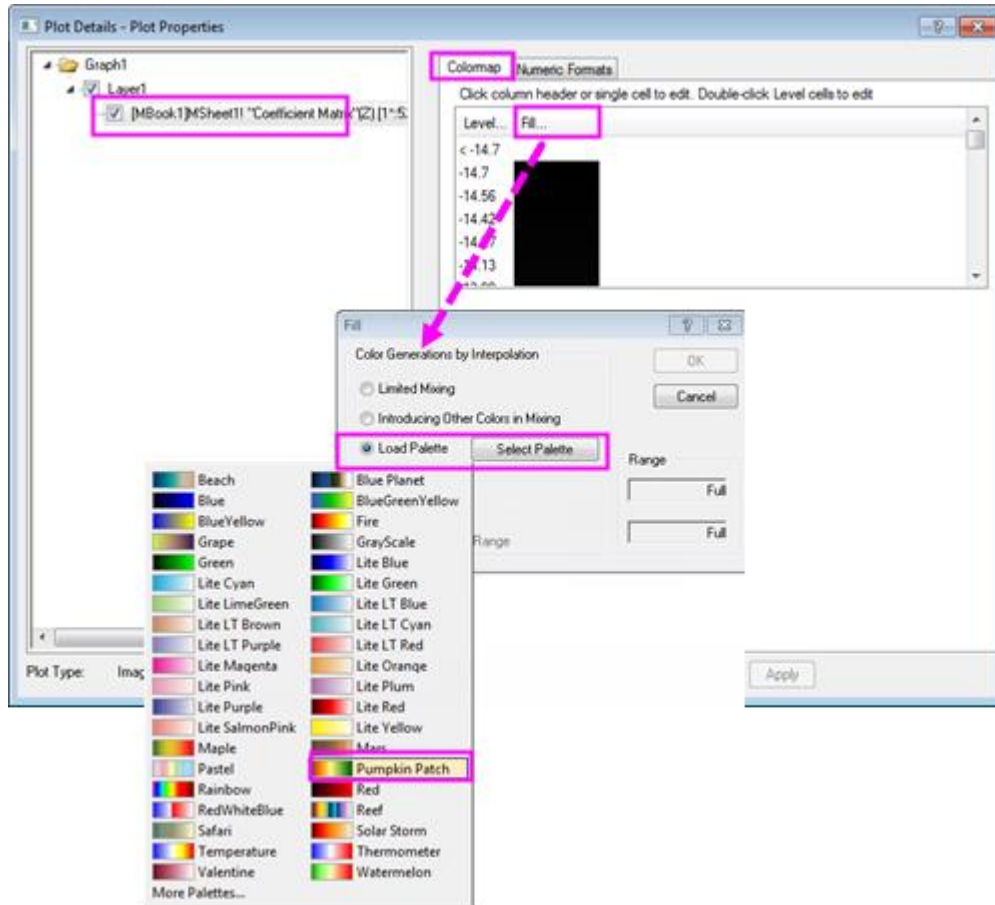 Plot Details - Plot Properties
Graph1
Layer1
[MBook1]MSheet1! "Coefficient Matrix"(Z) [1*:5
Colormap
Numeric Formats
Click column header or single cell to edit. Double-click Level cells to edit
Level... Fill...
< -14.7
-14.7
-14.56
-14.42
-14.13
Fill
Color Generations by Interpolation
Limited Mixing
Introducing Other Colors in Mixing
Load Palette
Select Palette
OK
Cancel
Range
Full
Full
Range
Beach
Blue Planet
Blue
BlueGreenYellow
BlueYellow
Fire
Grape
GrayScale
Green
Lite Blue
Lite Cyan
Lite Green
Lite LimeGreen
Lite LT Blue
Lite LT Brown
Lite LT Cyan
Lite LT Purple
Lite LT Red
Lite Magenta
Lite Orange
Lite Pink
Lite Plum
Lite Purple
Lite Red
Lite SalmonPink
Lite Yellow
Maple
Mars
Pastel
Pumpkin Patch
Rainbow
Red
RedWhiteBlue
Reef
Safari
Solar Storm
Temperature
Thermometer
Valentine
Watermelon
More Palettes...
Plot Type: Imag
Apply